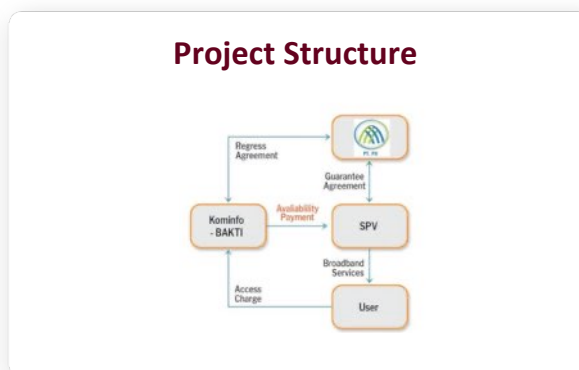 Project Structure
PT PII
Regress
Agreement
Guarantee
Agreement
Kominfo
- BAKTI
Availability
Payment
SPV
Broadband
Services
Access
Charge
User